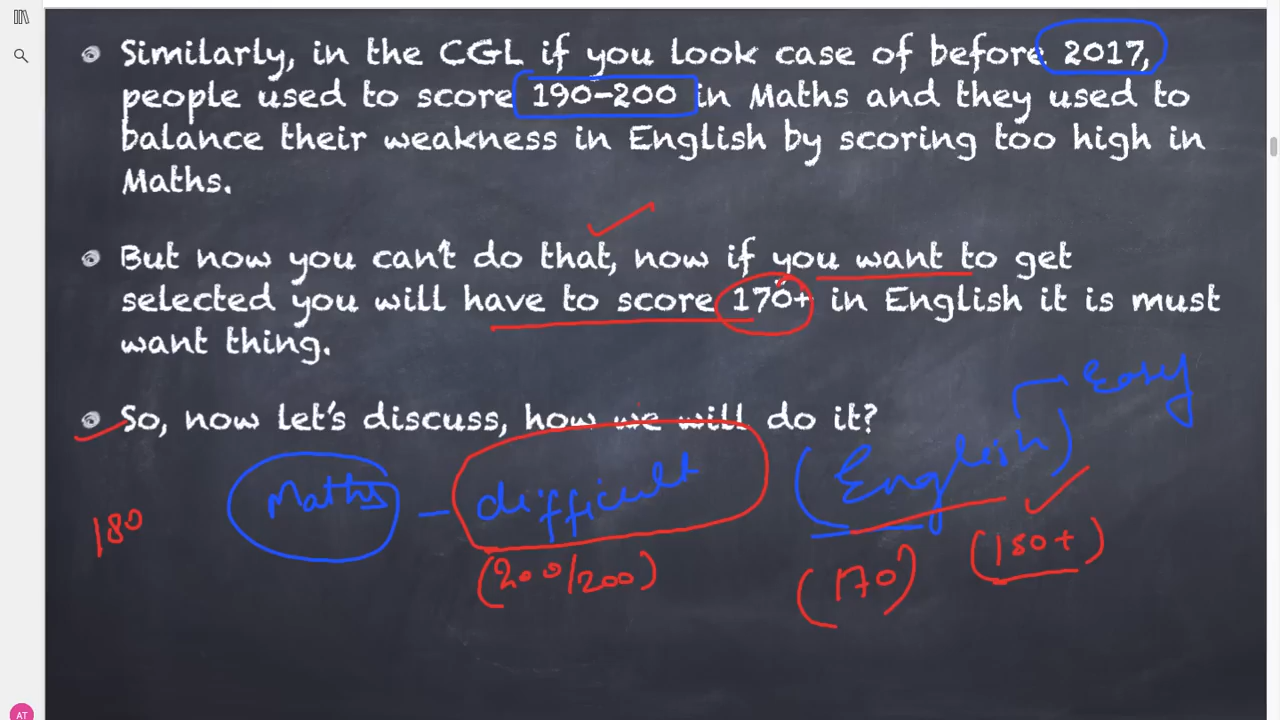 Similarly, in the CGL if you look case of before 2017,
people used to score 190-200 in Maths and they used to
balance their weakness in English by scoring too high in
Maths.
But now you can't do that, now if you want to get
selected you will have to score 170+ in English it is must
want thing.
So, now let's discuss, how we will do it?
Easy
Maths - difficult (English)
180 (200/200) (170) (180+)
AT